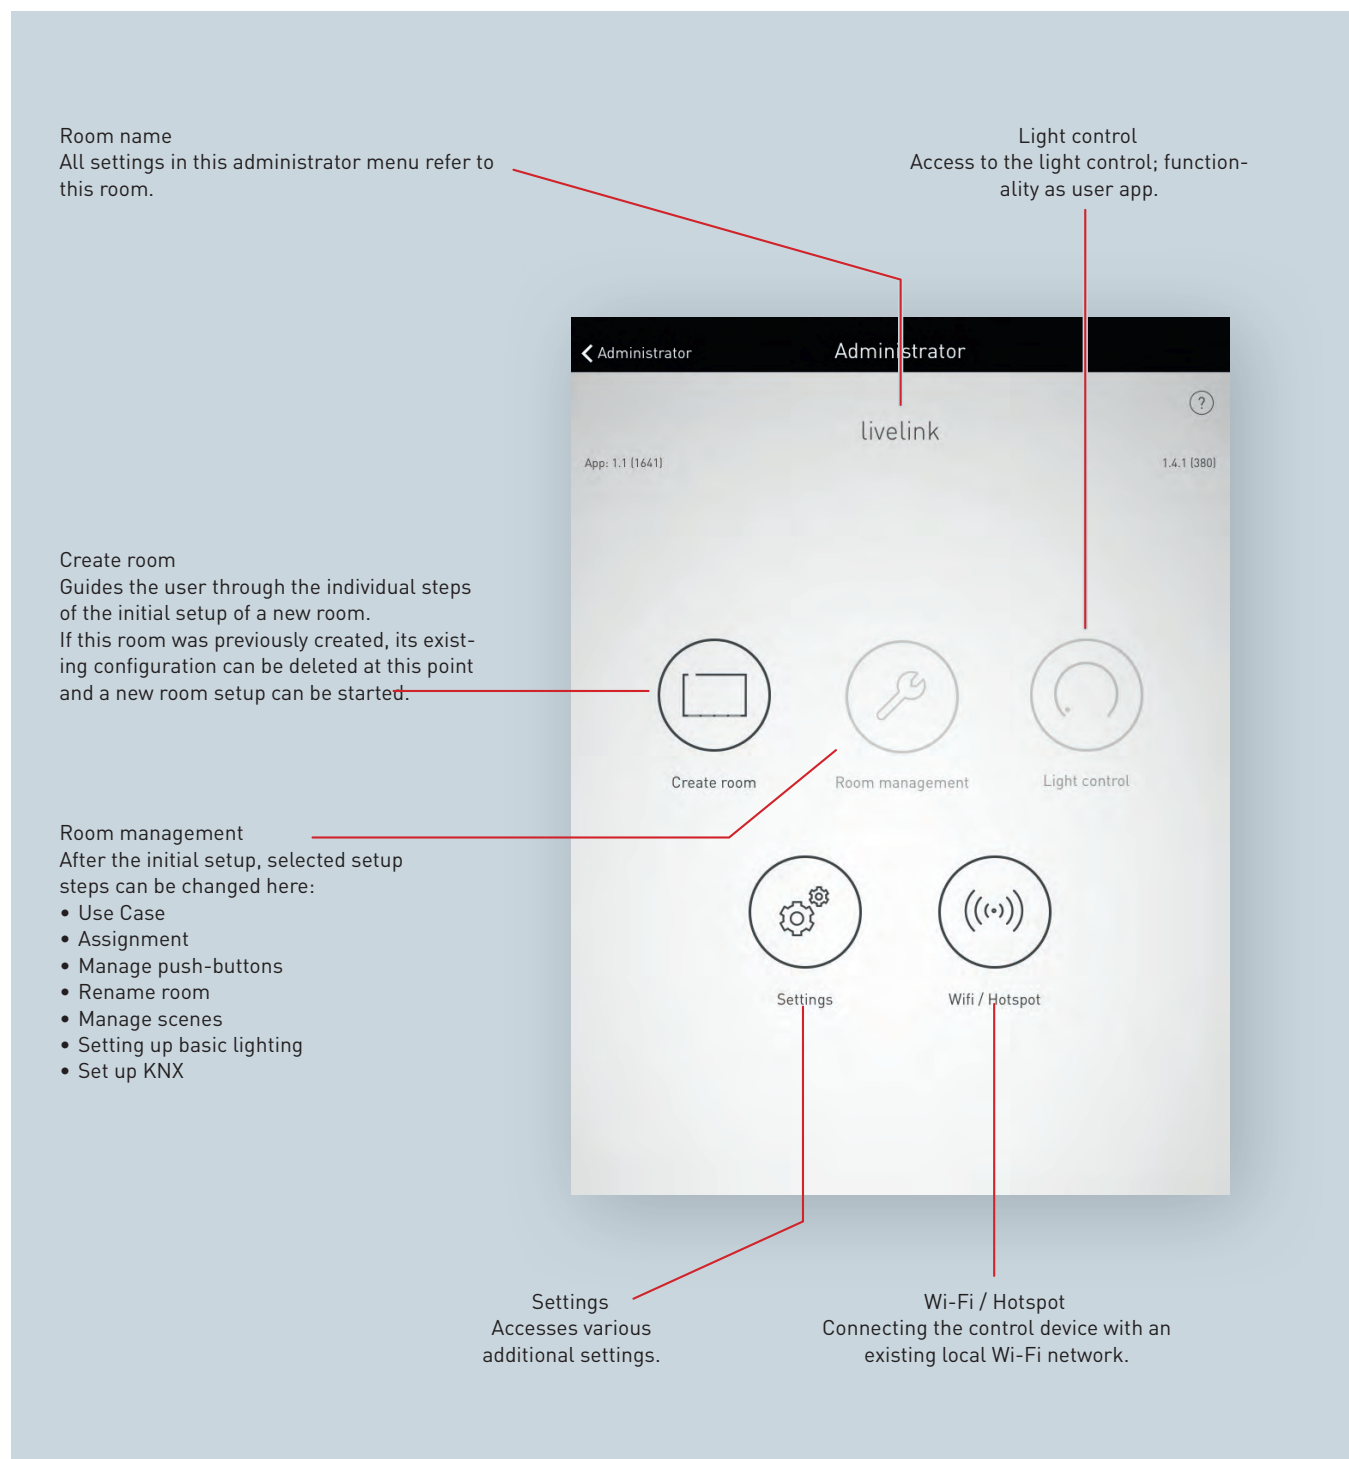 Room name
All settings in this administrator menu refer to
this room.
Light control
Access to the light control; function-
ality as user app.
Administrator
Administrator
?
livelink
App: 1.1 (1641)
1.4.1 (380)
Create room
Guides the user through the individual steps
of the initial setup of a new room.
If this room was previously created, its exist-
ing configuration can be deleted at this point
and a new room setup can be started.
Create room
Room management
Light control
Room management
After the initial setup, selected setup
steps can be changed here:
• Use Case
• Assignment
• Manage push-buttons
• Rename room
• Manage scenes
• Setting up basic lighting
• Set up KNX
Settings
Wifi / Hotspot
Settings
Accesses various
additional settings.
Wi-Fi / Hotspot
Connecting the control device with an
existing local Wi-Fi network.